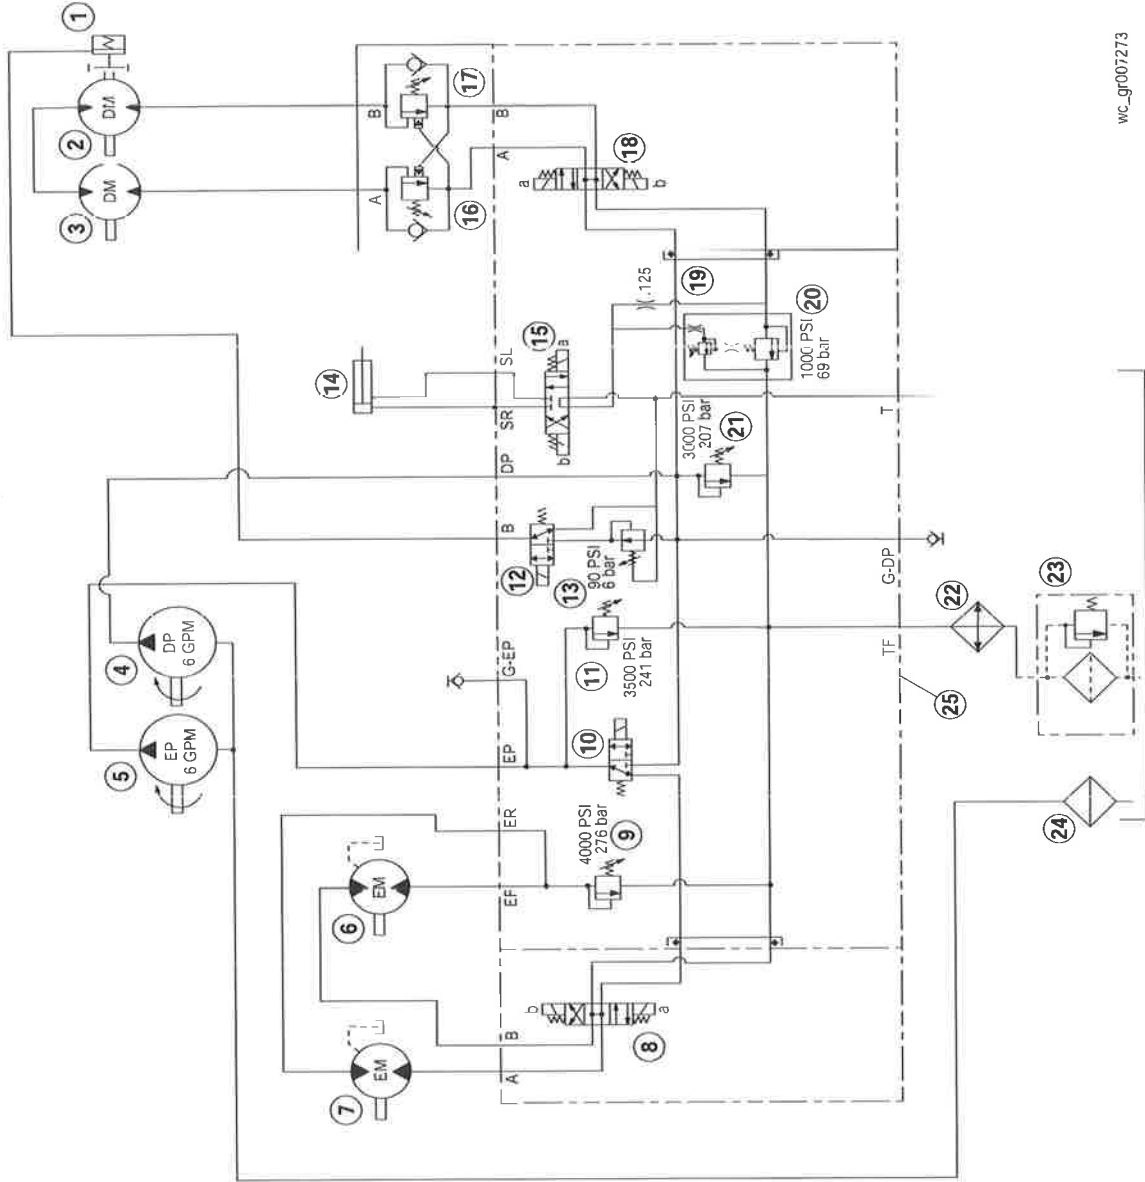 1
2
3
DM
DM
17
16
B
A
B
A
18
a
b
14
15
SL
SR
a
b
.125
19
20
1000 PSI
69 bar
21
3000 PSI
207 bar
T
DP
B
12
13
90 PSI
6 bar
G-DP
4
DP
6 GPM
5
EP
6 GPM
G-EP
11
3500 PSI
241 bar
10
EP
TF
22
23
24
25
ER
EF
4000 PSI
276 bar
9
6
EM
7
EM
B
A
b
a
8
wc_gr007273